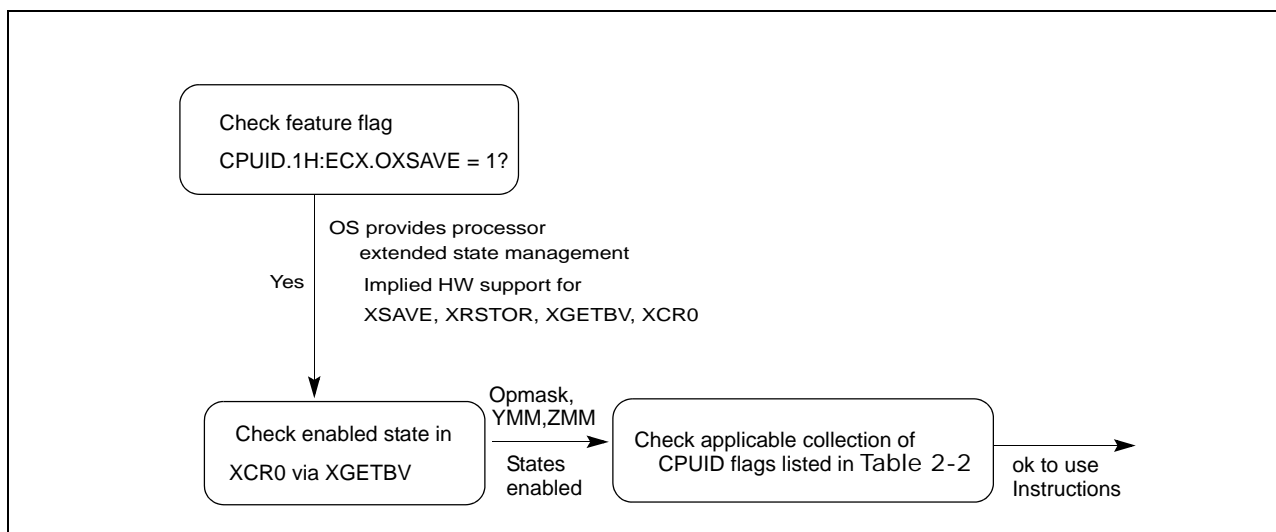 Check feature flag
CPUID.1H:ECX.OXSAVE = 1?
OS provides processor
extended state management
Yes
Implied HW support for
XSAVE, XRSTOR, XGETBV, XCR0
Check enabled state in
XCR0 via XGETBV
Opmask,
YMM,ZMM
States
enabled
Check applicable collection of
CPUID flags listed in Table 2-2
ok to use
Instructions